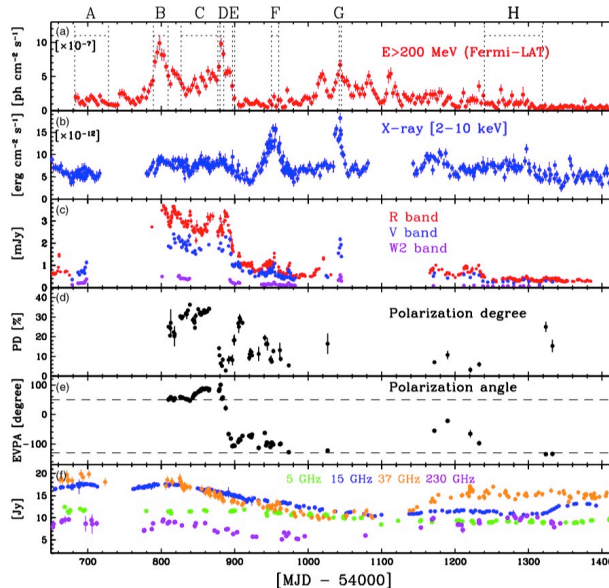 A B C D E F G H
(a)
[×10⁻⁷]
E>200 MeV (Fermi-LAT)
[ph cm⁻² s⁻¹]
10
5
0
(b)
[×10⁻¹²]
X-ray [2-10 keV]
[erg cm⁻² s⁻¹]
15
10
5
0
(c)
R band
V band
W2 band
[mJy]
3
2
1
0
(d)
Polarization degree
PD [%]
40
30
20
10
0
(e)
Polarization angle
EVPA [degree]
100
0
-100
(f)
5 GHz 15 GHz 37 GHz 230 GHz
[Jy]
20
15
10
5
0
700 800 900 1000 1100 1200 1300 1400
[MJD − 54000]